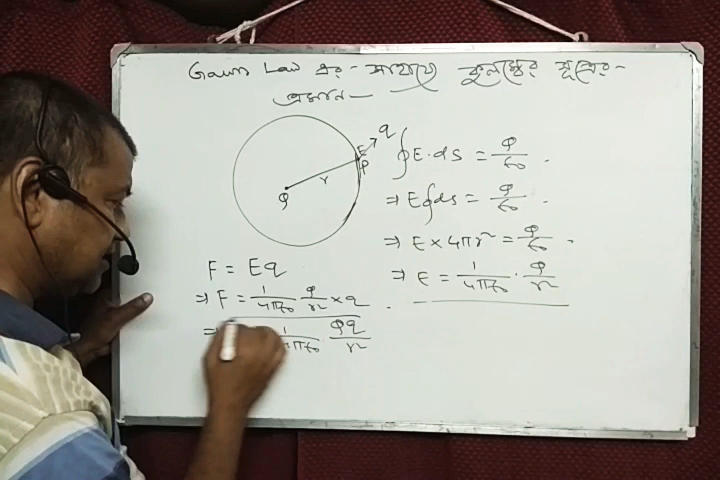 Gauss Law এর - সাহায্যে কুলম্বের সূত্রের -
প্রমাণ —
q
E
P
r
Q
∮E.ds = Q/ε₀ .
⇒ E∮ds = Q/ε₀ .
⇒ E × 4πr² = Q/ε₀ .
⇒ E = 1/4πε₀ . Q/r²
F = Eq
⇒ F = 1/4πε₀ Q/r² × q .
⇒ 1/4πε₀ . Qq/r²